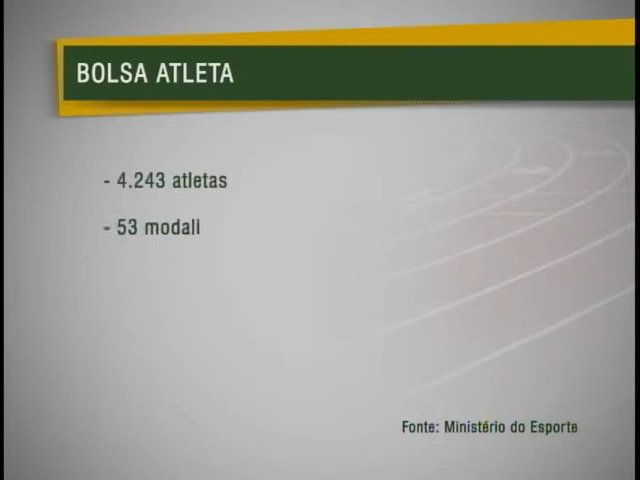 BOLSA ATLETA
- 4.243 atletas
- 53 modali
Fonte: Ministério do Esporte